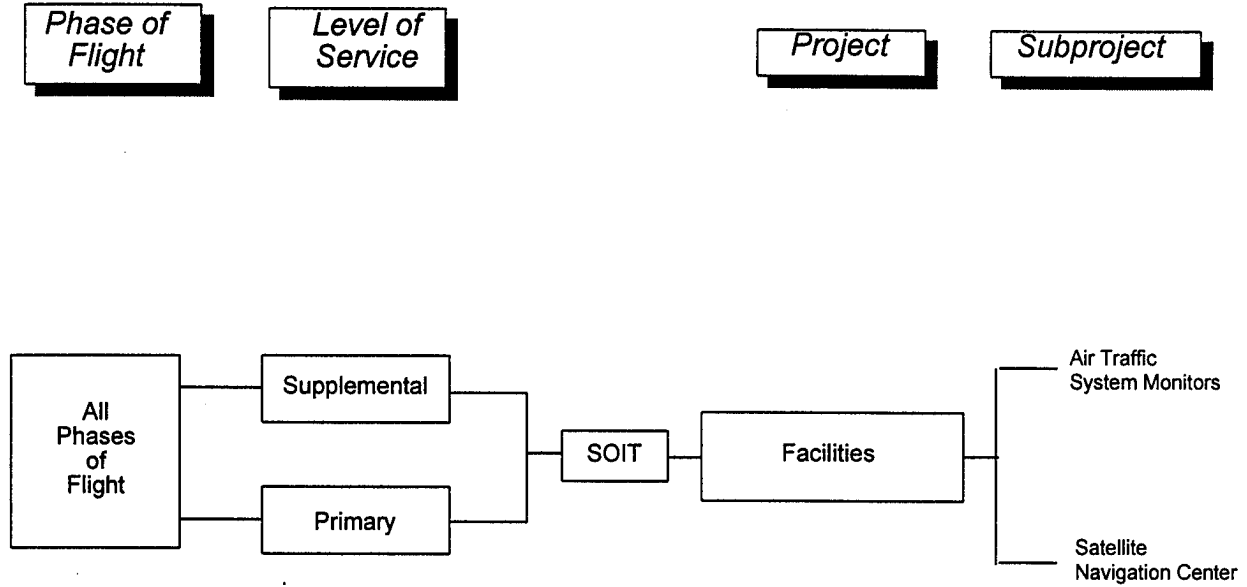 Phase of
Flight
Level of
Service
Project
Subproject
All
Phases
of
Flight
Supplemental
Primary
SOIT
Facilities
Air Traffic
System Monitors
Satellite
Navigation Center